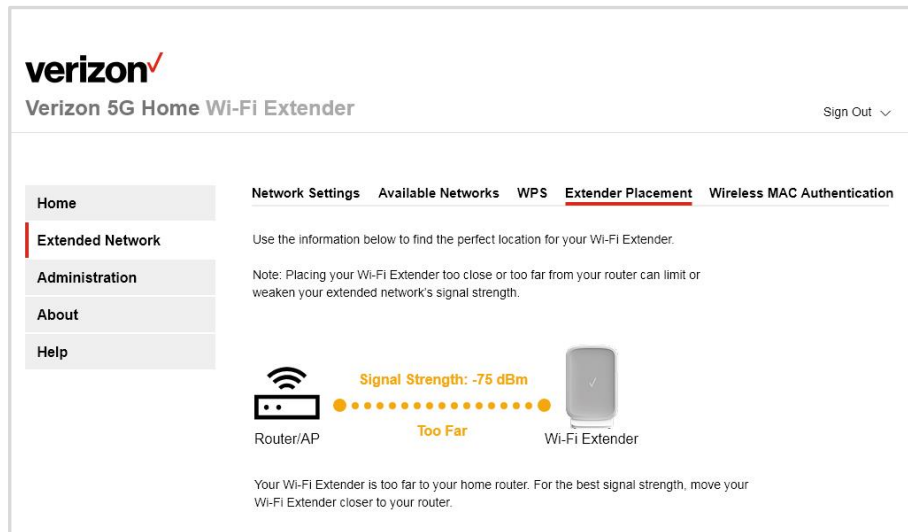 verizon
Verizon 5G Home Wi-Fi Extender
Sign Out
Home
Extended Network
Administration
About
Help
Network Settings Available Networks WPS Extender Placement Wireless MAC Authentication
Use the information below to find the perfect location for your Wi-Fi Extender.
Note: Placing your Wi-Fi Extender too close or too far from your router can limit or
weaken your extended network's signal strength.
Signal Strength: -75 dBm
Too Far
Router/AP
Wi-Fi Extender
Your Wi-Fi Extender is too far to your home router. For the best signal strength, move your
Wi-Fi Extender closer to your router.